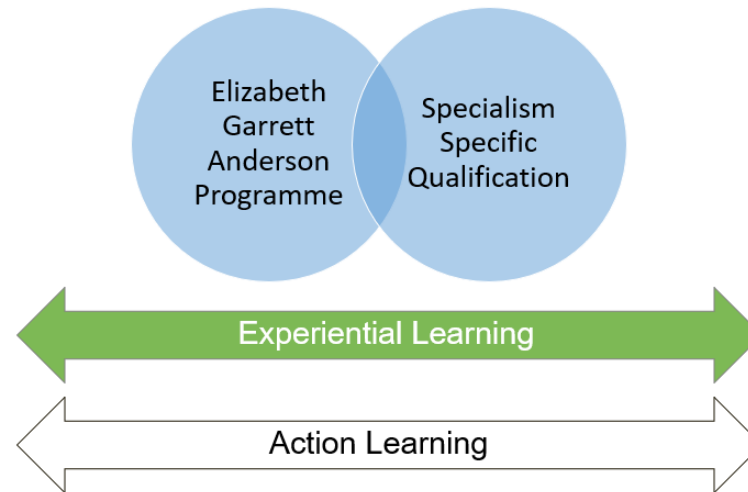 Elizabeth
Garrett
Anderson
Programme
Specialism
Specific
Qualification
Experiential Learning
Action Learning